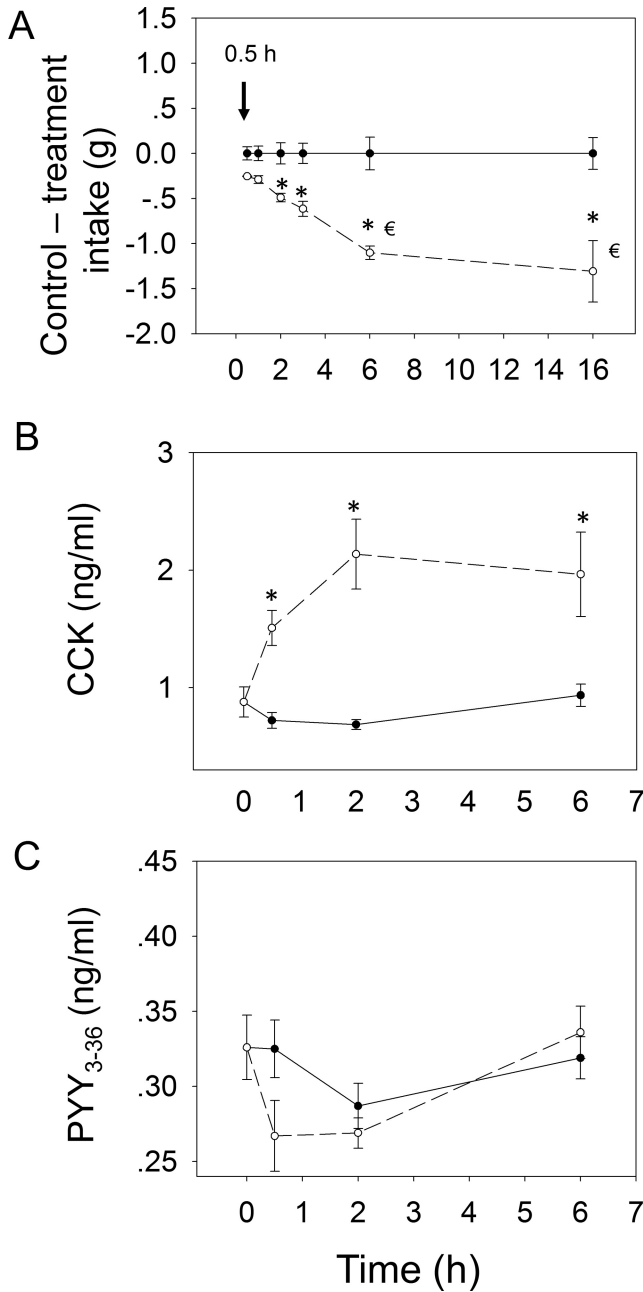 A
1.5
1.0
.5
0.0
-.5
-1.0
-1.5
-2.0
Control – treatment
intake (g)
0.5 h
* * * € * €
0 2 4 6 8 10 12 14 16
B
3
2
1
CCK (ng/ml)
* * *
0 1 2 3 4 5 6 7
C
.45
.40
.35
.30
.25
PYY3-36 (ng/ml)
0 1 2 3 4 5 6 7
Time (h)